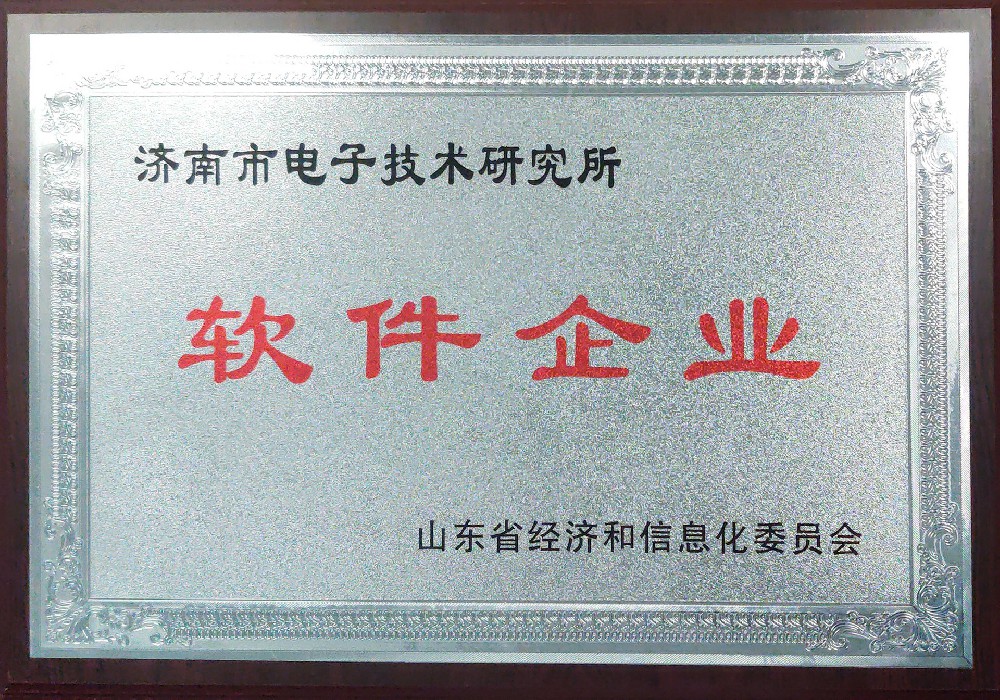 济南市电子技术研究所
软件企业
山东省经济和信息化委员会